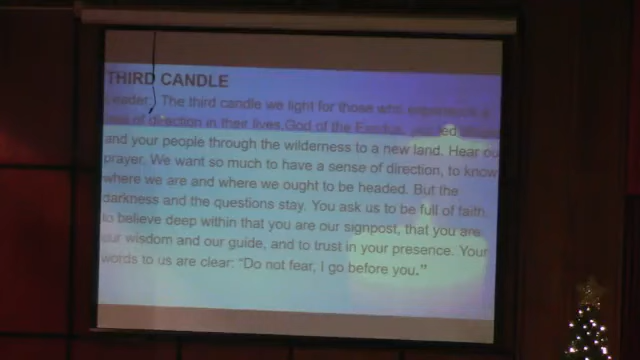 THIRD CANDLE
Leader: The third candle we light for those who experience a
loss of direction in their lives.God of the Exodus, you led
and your people through the wilderness to a new land. Hear our
prayer. We want so much to have a sense of direction, to know
where we are and where we ought to be headed. But the
darkness and the questions stay. You ask us to be full of faith,
to believe deep within that you are our signpost, that you are
our wisdom and our guide, and to trust in your presence. Your
words to us are clear: “Do not fear, I go before you.”